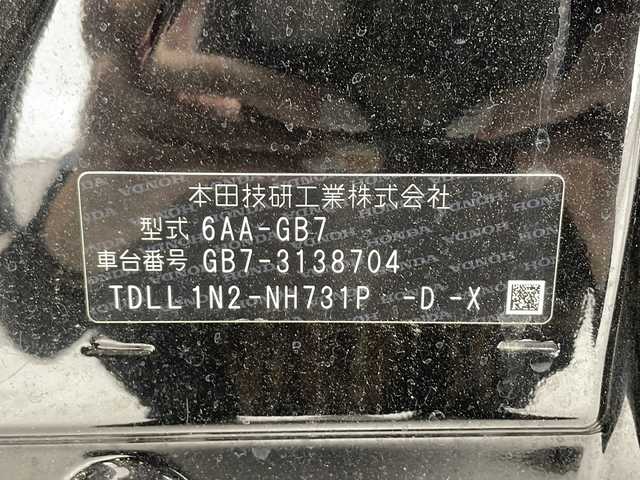 本田技研工業株式会社
型式 6AA-GB7
車台番号 GB7-3138704
TDLL1N2-NH731P -D -X